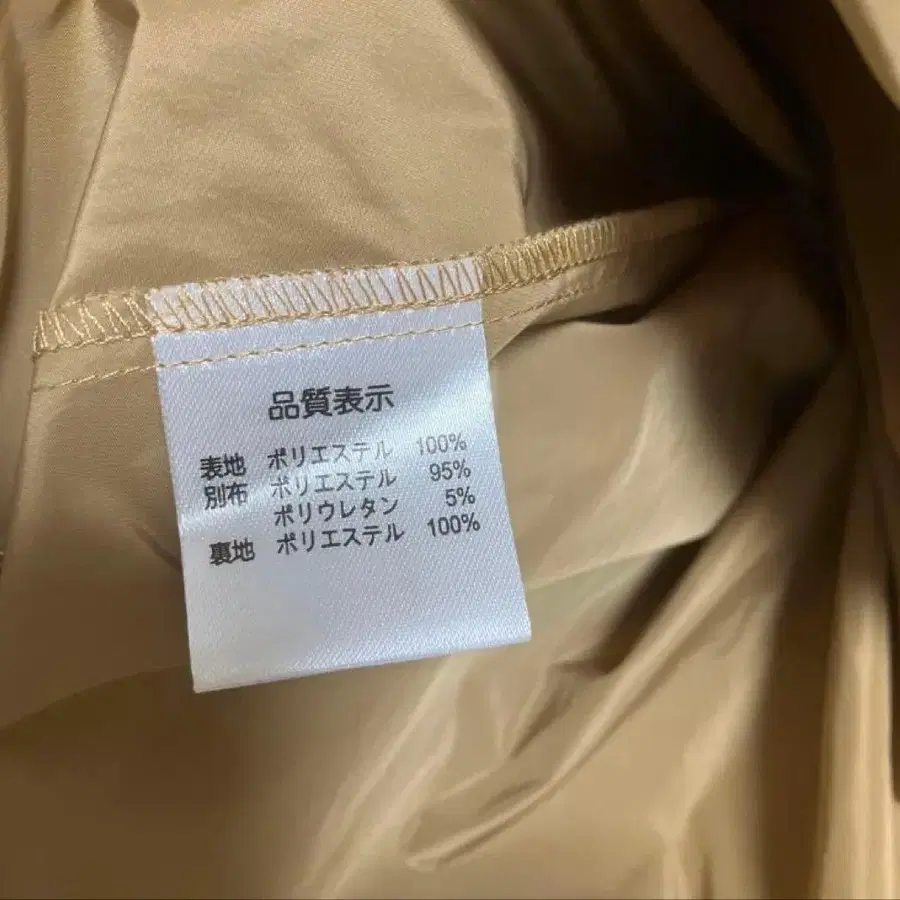 品質表示
表地 ポリエステル 100%
別布 ポリエステル 95%
ポリウレタン 5%
裏地 ポリエステル 100%